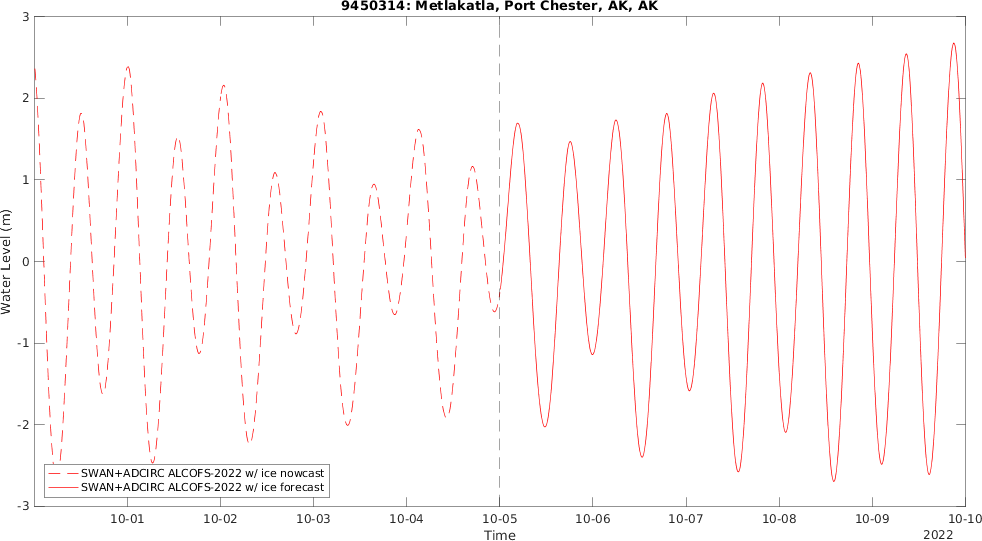 9450314: Metlakatla, Port Chester, AK, AK
Water Level (m)
3
2
1
0
-1
-2
-3
SWAN+ADCIRC ALCOFS-2022 w/ ice nowcast
SWAN+ADCIRC ALCOFS-2022 w/ ice forecast
10-01 10-02 10-03 10-04 10-05 10-06 10-07 10-08 10-09 10-10
Time
2022